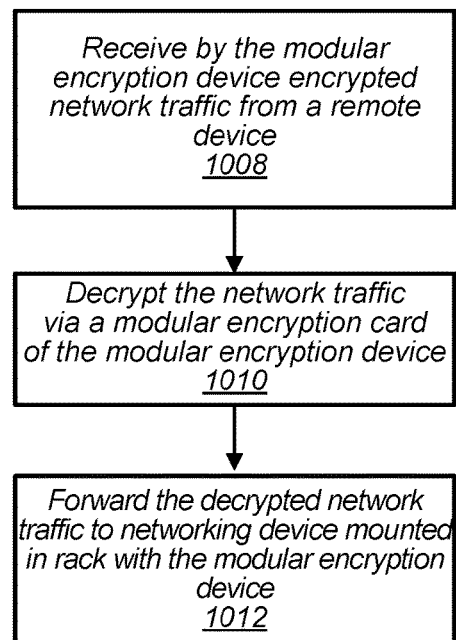 Receive by the modular
encryption device encrypted
network traffic from a remote
device
1008
Decrypt the network traffic
via a modular encryption card
of the modular encryption device
1010
Forward the decrypted network
traffic to networking device mounted
in rack with the modular encryption
device
1012